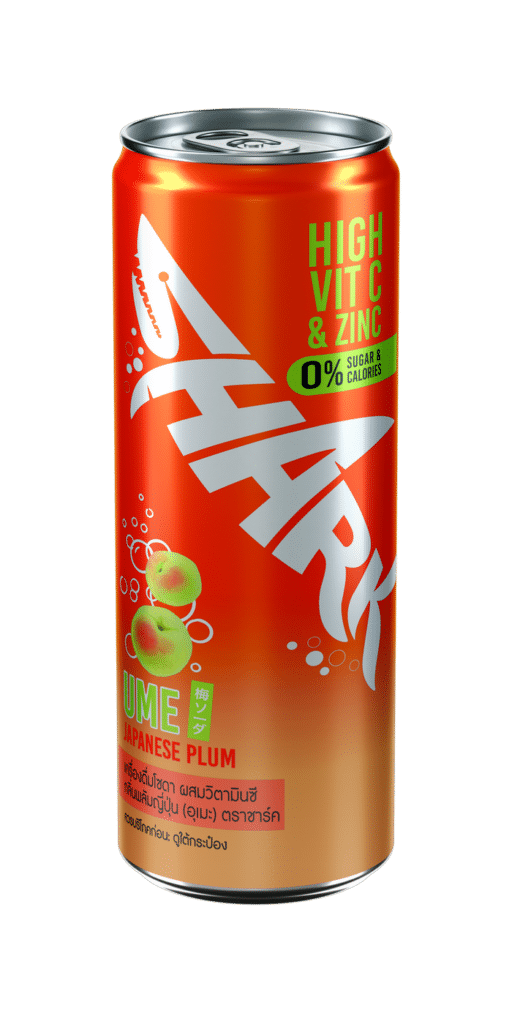 HIGH
VIT C
& ZINC
0% SUGAR &
CALORIES
SHARK
UME
梅ソーダ
JAPANESE PLUM
เครื่องดื่มโซดา ผสมวิตามินซี
กลิ่นพลัมญี่ปุ่น (อุเมะ) ตราชาร์ค
ควรบริโภคก่อน: ดูใต้กระป๋อง